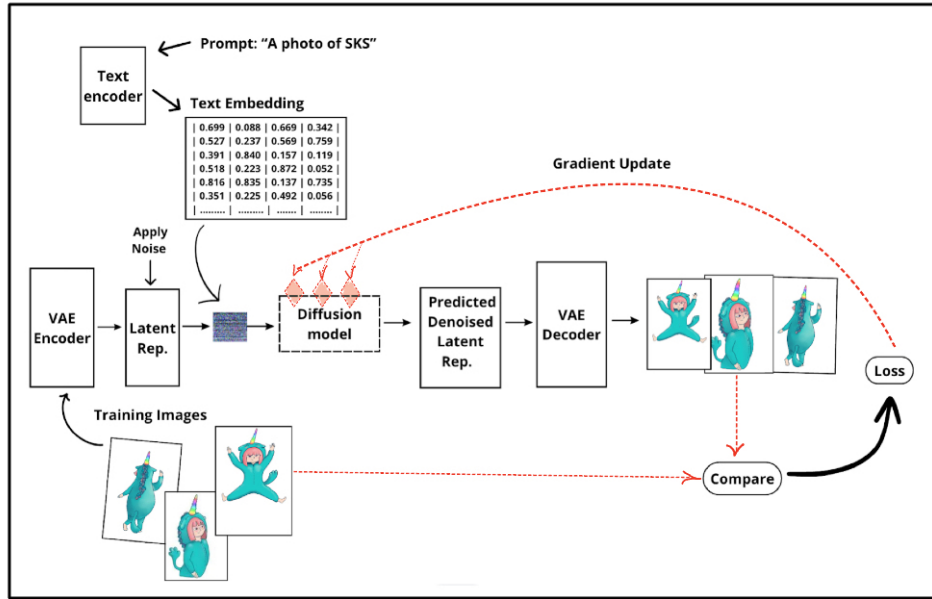 Prompt: “A photo of SKS”
Text
encoder
Text Embedding
| 0.699 | 0.088 | 0.669 | 0.342 |
| 0.527 | 0.237 | 0.569 | 0.759 |
| 0.391 | 0.840 | 0.157 | 0.119 |
| 0.518 | 0.223 | 0.872 | 0.052 |
| 0.816 | 0.835 | 0.137 | 0.735 |
| 0.351 | 0.225 | 0.492 | 0.056 |
| ......... | ......... | ....... | ........ |
Gradient Update
Apply
Noise
VAE
Encoder
Latent
Rep.
Diffusion
model
Predicted
Denoised
Latent
Rep.
VAE
Decoder
Loss
Training Images
Compare